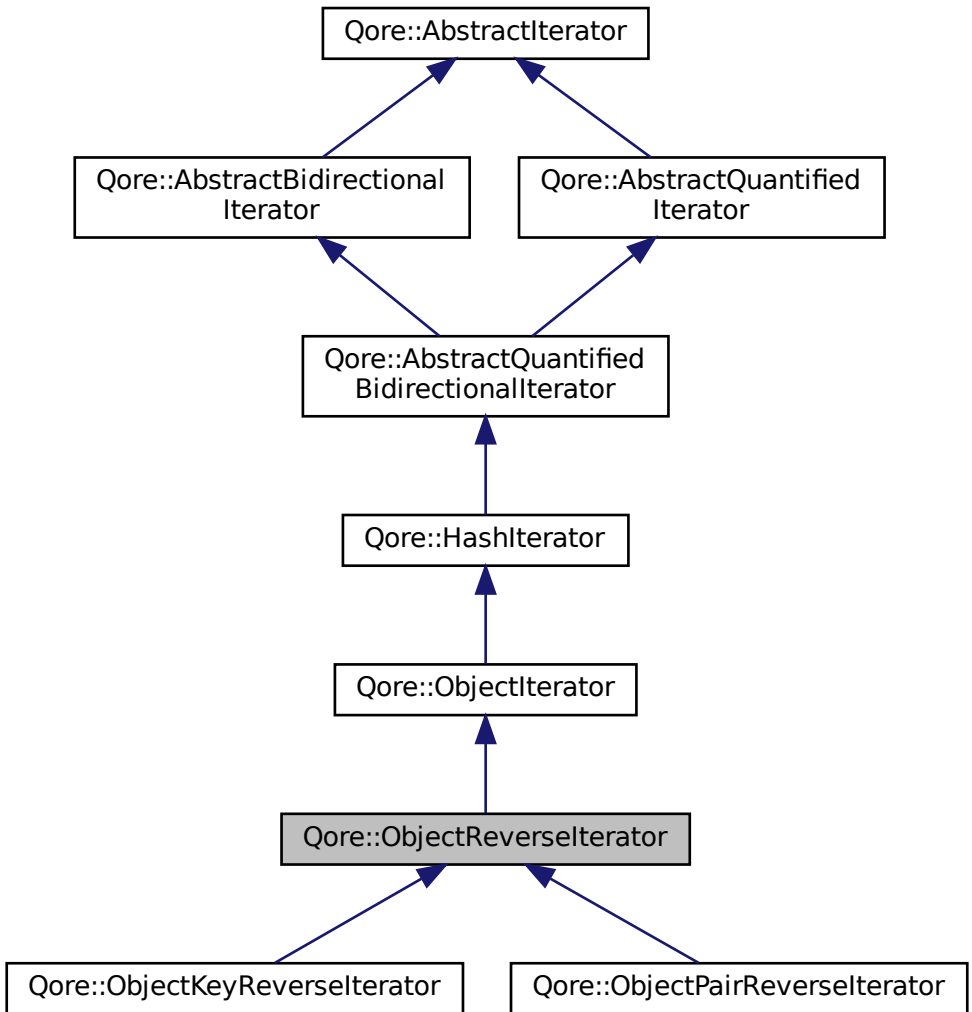 Qore::AbstractIterator
Qore::AbstractBidirectional
Iterator
Qore::AbstractQuantified
Iterator
Qore::AbstractQuantified
BidirectionalIterator
Qore::HashIterator
Qore::ObjectIterator
Qore::ObjectReverseIterator
Qore::ObjectKeyReverseIterator
Qore::ObjectPairReverseIterator